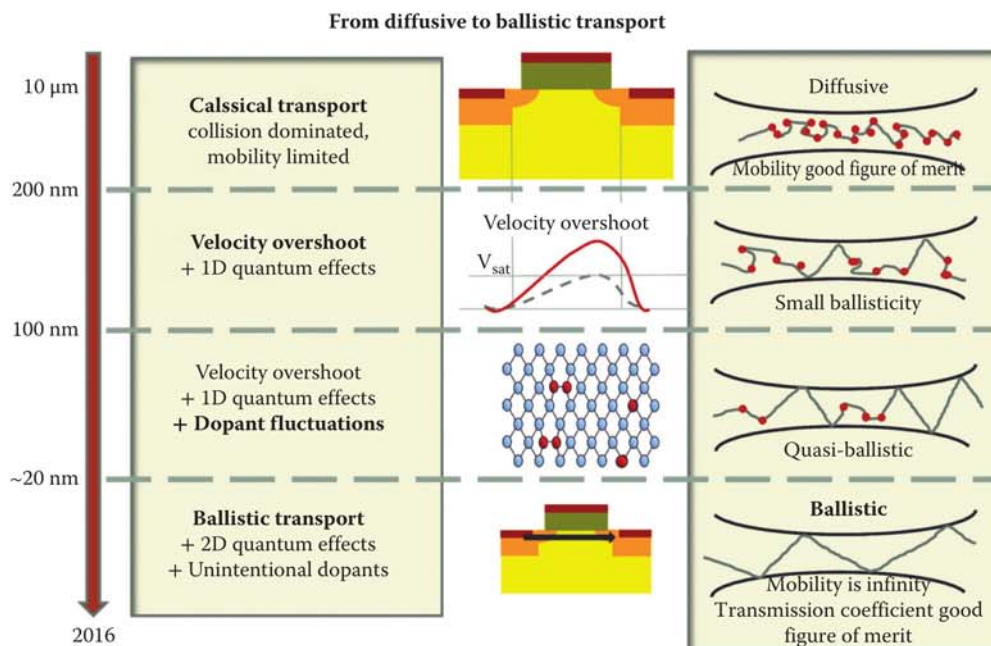 From diffusive to ballistic transport
10 μm
Calssical transport
collision dominated,
mobility limited
Diffusive
Mobility good figure of merit
200 nm
Velocity overshoot
+ 1D quantum effects
Velocity overshoot
Vsat
Small ballisticity
100 nm
Velocity overshoot
+ 1D quantum effects
+ Dopant fluctuations
Quasi-ballistic
~20 nm
Ballistic transport
+ 2D quantum effects
+ Unintentional dopants
Ballistic
Mobility is infinity
Transmission coefficient good
figure of merit
2016